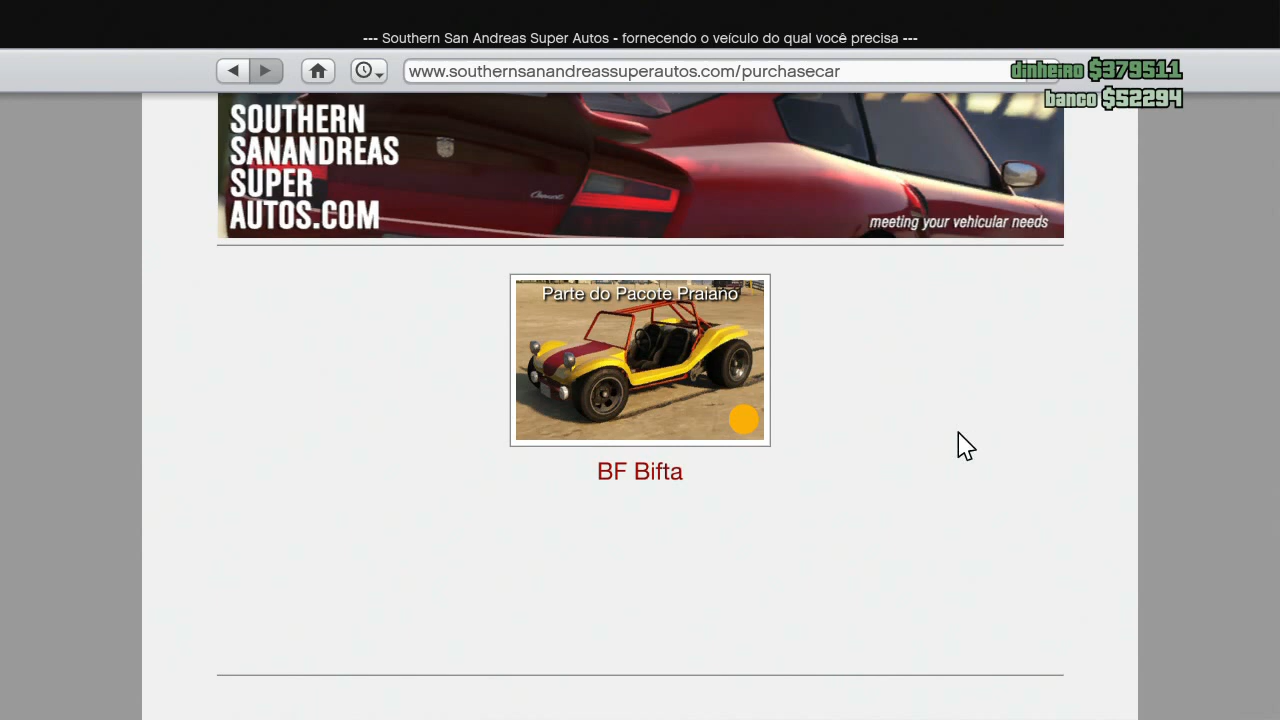 --- Southern San Andreas Super Autos - fornecendo o veículo do qual você precisa ---
www.southernsanandreassuperautos.com/purchasecar
dinheiro $379511
banco $52294
SOUTHERN
SANANDREAS
SUPER
AUTOS.COM
meeting your vehicular needs
Parte do Pacote Praiano
BF Bifta